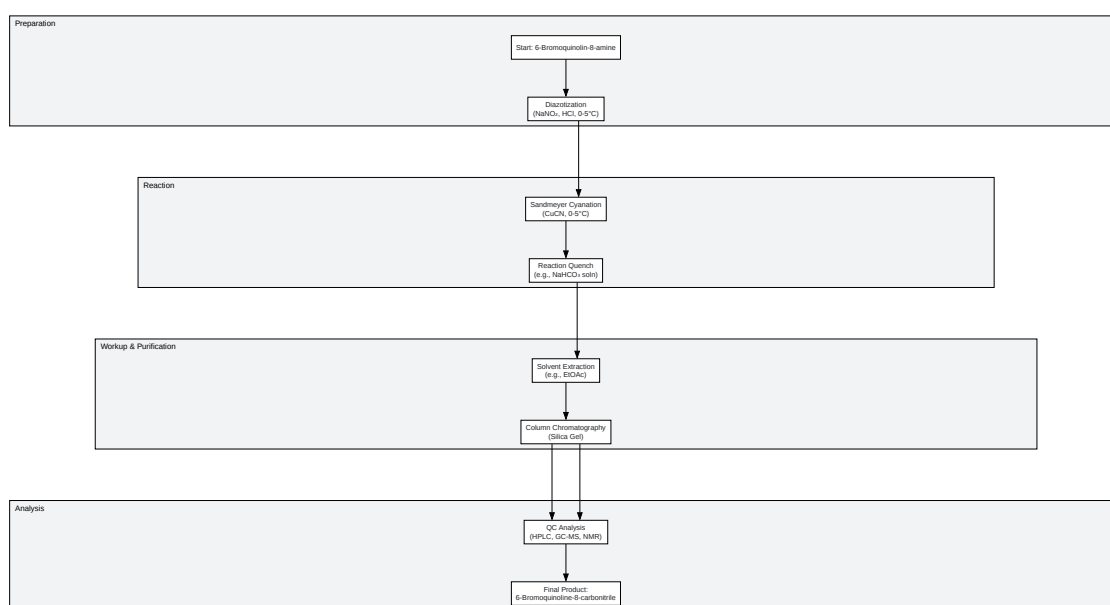 Preparation
Start: 6-Bromoquinolin-8-amine
Diazotization
(NaNO₂, HCl, 0-5°C)
Reaction
Sandmeyer Cyanation
(CuCN, 0-5°C)
Reaction Quench
(e.g., NaHCO₃ soln)
Workup & Purification
Solvent Extraction
(e.g., EtOAc)
Column Chromatography
(Silica Gel)
Analysis
QC Analysis
(HPLC, GC-MS, NMR)
Final Product:
6-Bromoquinoline-8-carbonitrile